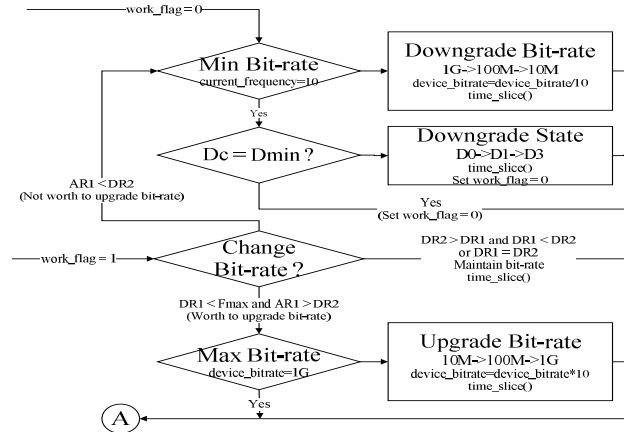 work_flag = 0
Min Bit-rate
current_frequency=10
Downgrade Bit-rate
1G->100M->10M
device_bitrate=device_bitrate/10
time_slice()
Yes
Dc = Dmin ?
Downgrade State
D0->D1->D3
time_slice()
Set work_flag = 0
AR1 < DR2
(Not worth to upgrade bit-rate)
Yes
(Set work_flag = 0)
work_flag = 1
Change
Bit-rate ?
DR2 > DR1 and DR1 < DR2
or DR1 = DR2
Maintain bit-rate
time_slice()
DR1 < Fmax and AR1 > DR2
(Worth to upgrade bit-rate)
Max Bit-rate
device_bitrate=1G
Upgrade Bit-rate
10M->100M->1G
device_bitrate=device_bitrate*10
time_slice()
Yes
A